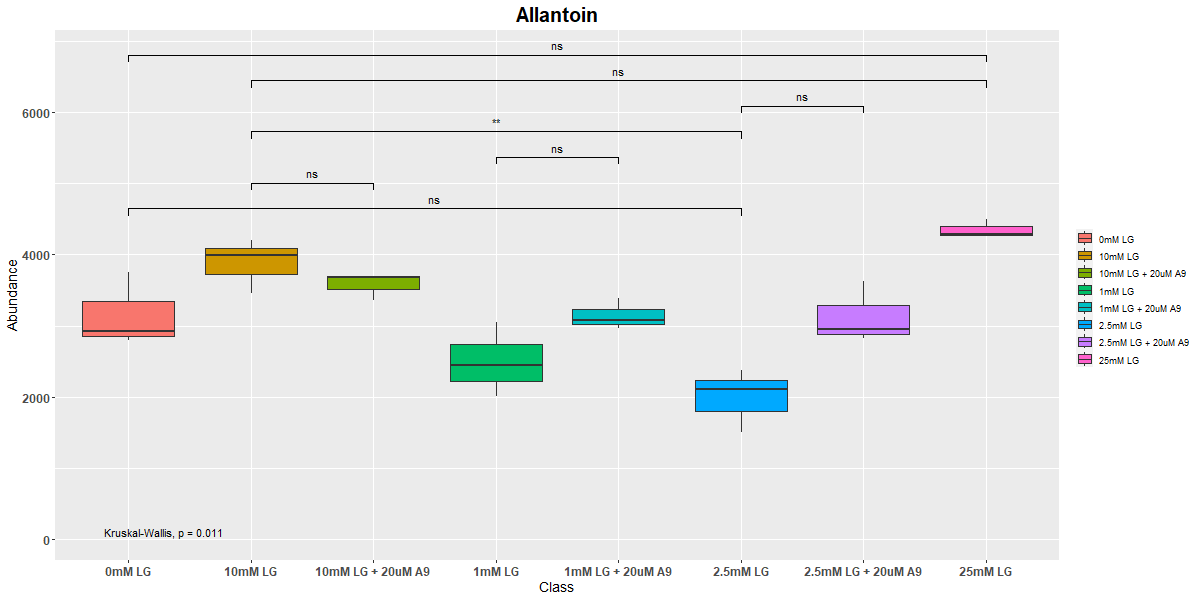 Allantoin
ns
ns
ns
**
ns
ns
ns
6000
4000
2000
0
Abundance
Kruskal-Wallis, p = 0.011
0mM LG
10mM LG
10mM LG + 20uM A9
1mM LG
1mM LG + 20uM A9
2.5mM LG
2.5mM LG + 20uM A9
25mM LG
Class
0mM LG
10mM LG
10mM LG + 20uM A9
1mM LG
1mM LG + 20uM A9
2.5mM LG
2.5mM LG + 20uM A9
25mM LG